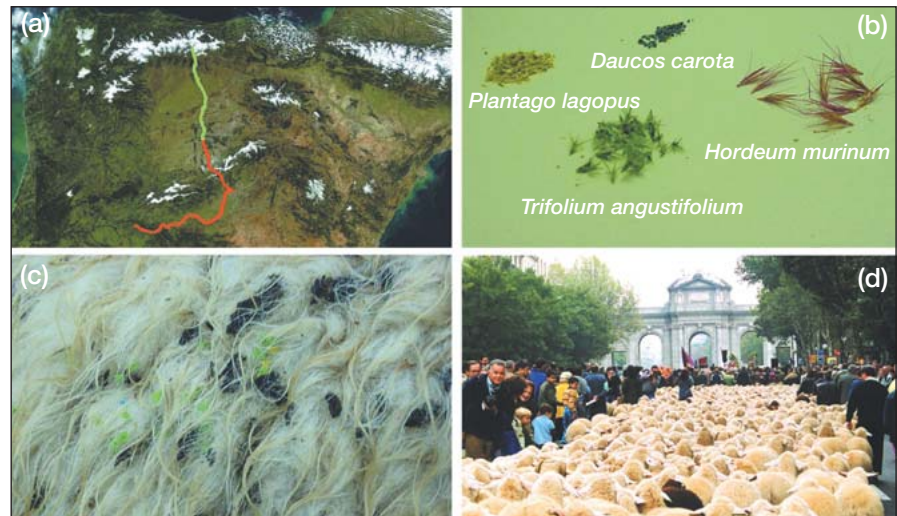 (a)
(b)
Daucos carota
Plantago lagopus
Hordeum murinum
Trifolium angustifolium
(c)
(d)